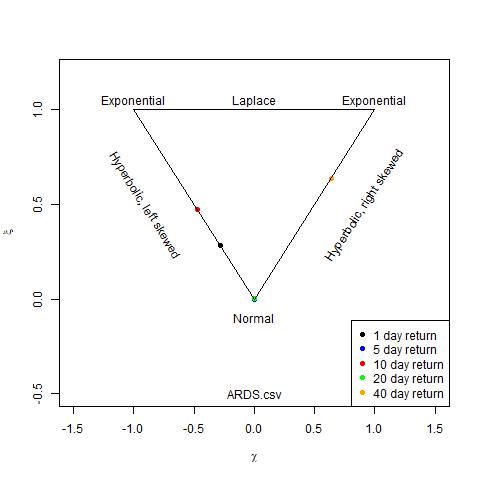 Exponential Laplace Exponential
Hyperbolic, left skewed
Hyperbolic, right skewed
Normal
1 day return
5 day return
10 day return
20 day return
40 day return
ARDS.csv
ξ
1.0
0.5
0.0
-0.5
-1.5 -1.0 -0.5 0.0 0.5 1.0 1.5
χ